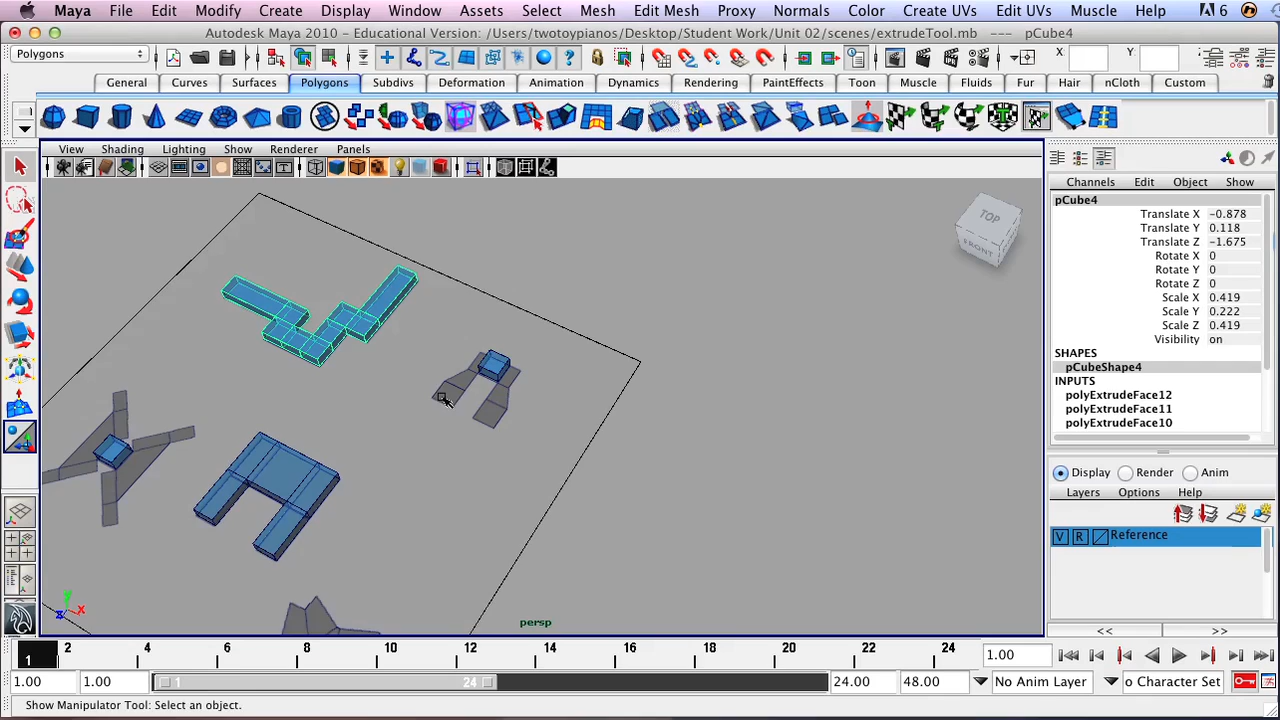 Maya File Edit Modify Create Display Window Assets Select Mesh Edit Mesh Proxy Normals Color Create UVs Edit UVs Muscle Help 6
Autodesk Maya 2010 - Educational Version: /Users/twotoypianos/Desktop/Student Work/Unit 02/scenes/extrudeTool.mb --- pCube4
Polygons X: Y:
General Curves Surfaces Polygons Subdivs Deformation Animation Dynamics Rendering PaintEffects Toon Muscle Fluids Fur Hair nCloth Custom
View Shading Lighting Show Renderer Panels
Channels Edit Object Show
pCube4
Translate X -0.878
Translate Y 0.118
Translate Z -1.675
Rotate X 0
Rotate Y 0
Rotate Z 0
Scale X 0.419
Scale Y 0.222
Scale Z 0.419
Visibility on
SHAPES
pCubeShape4
INPUTS
polyExtrudeFace12
polyExtrudeFace11
polyExtrudeFace10
Display Render Anim
Layers Options Help
V R Reference
TOP
FRONT
y
z x
persp
<< >>
1 2 4 6 8 10 12 14 16 18 20 22 24 1.00
1.00 1.00 1 24 24.00 48.00 No Anim Layer o Character Set
Show Manipulator Tool: Select an object.